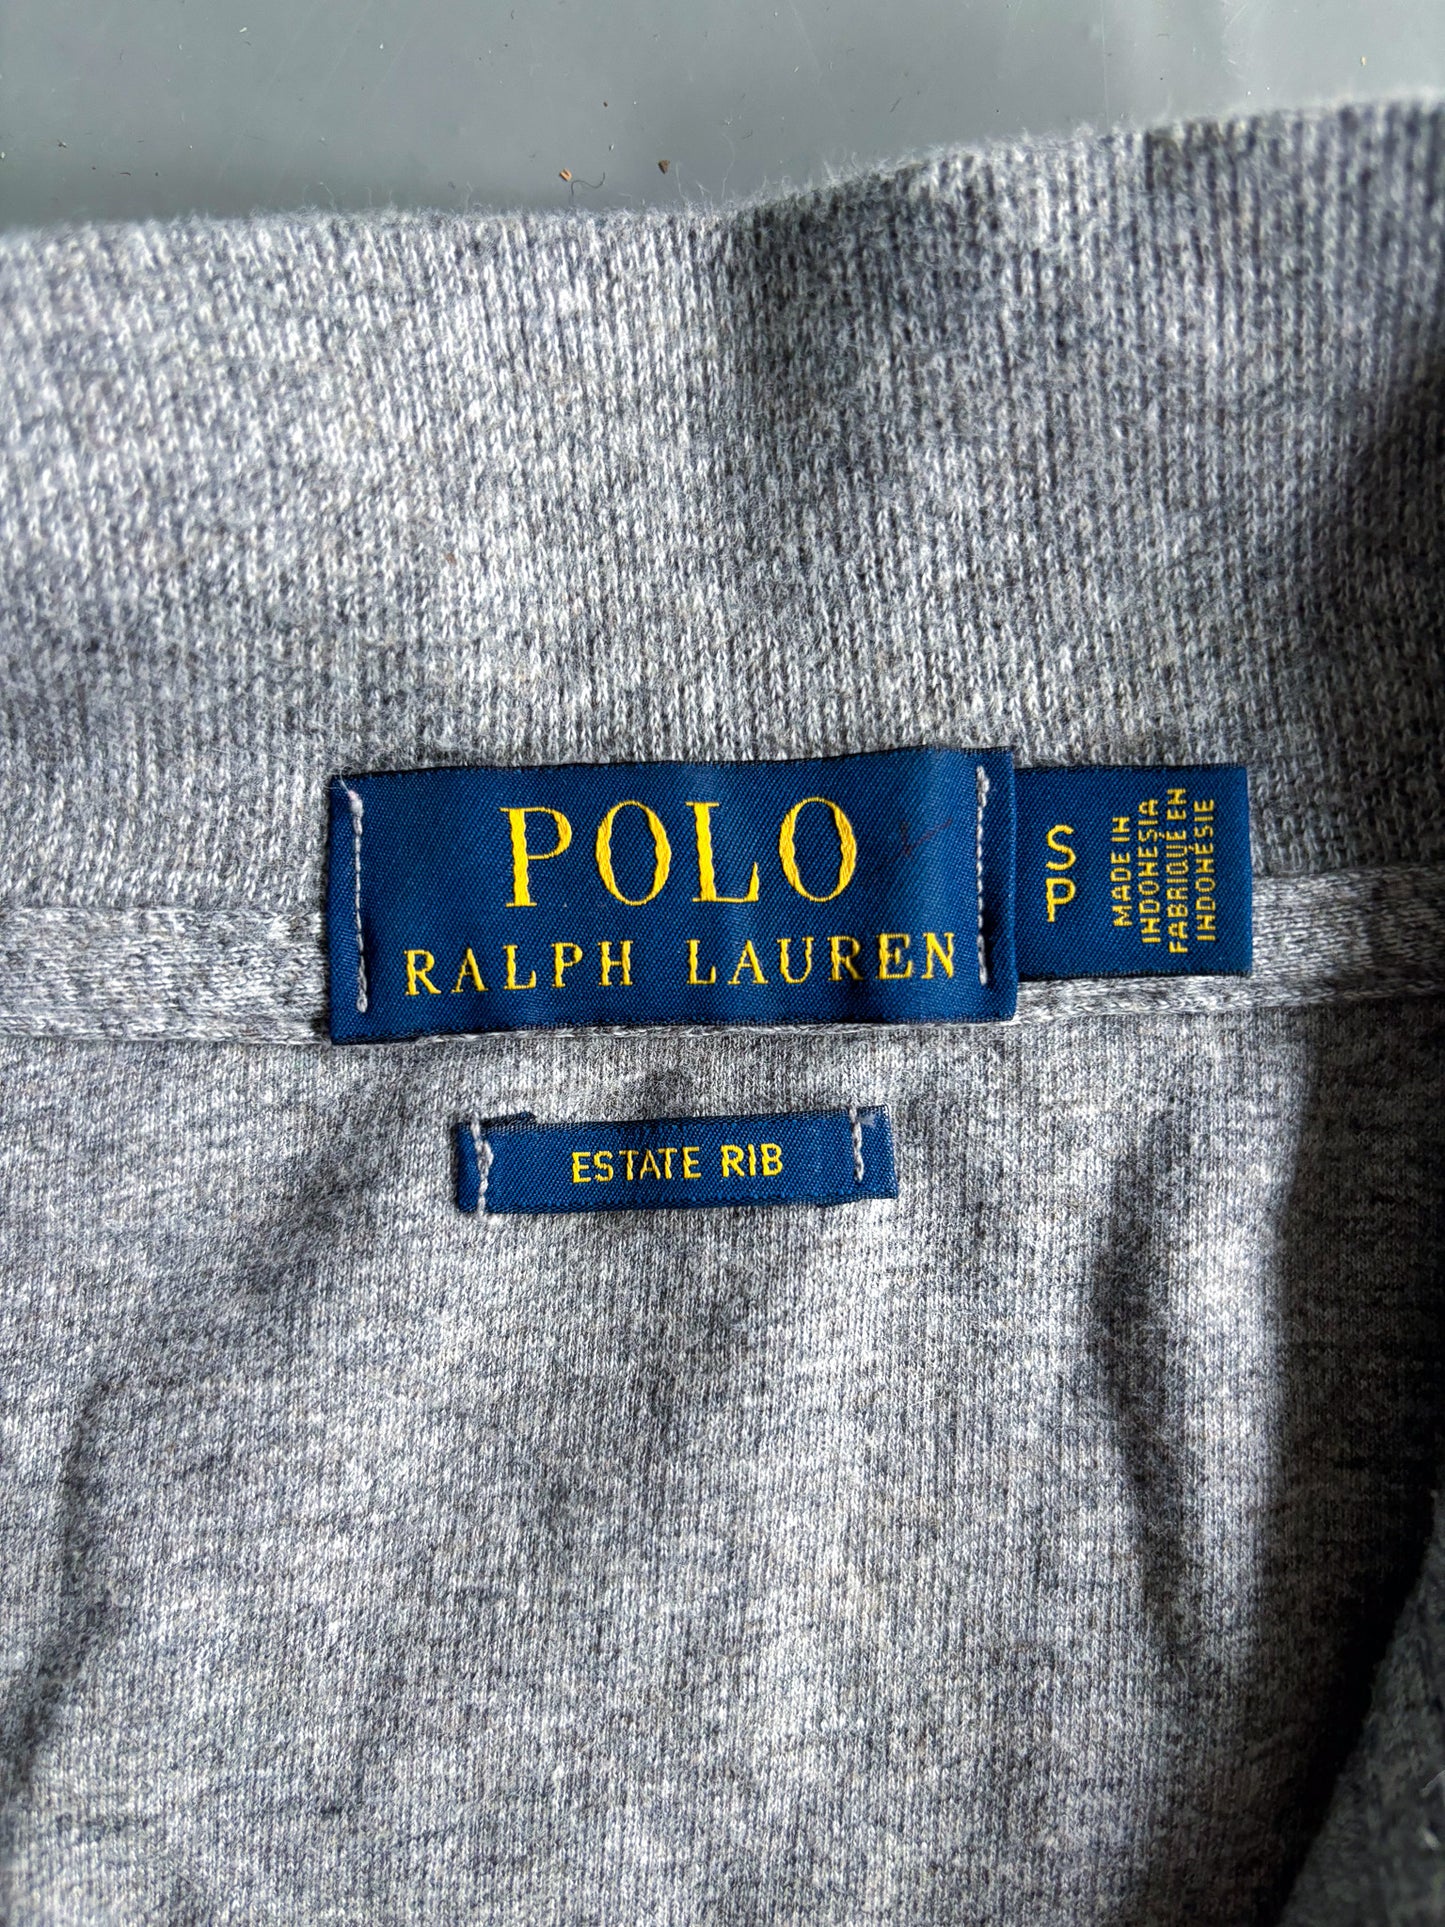 POLO
RALPH LAUREN
S
P
MADE IN
INDONESIA
FABRIQUÉ EN
INDONÉSIE
ESTATE RIB